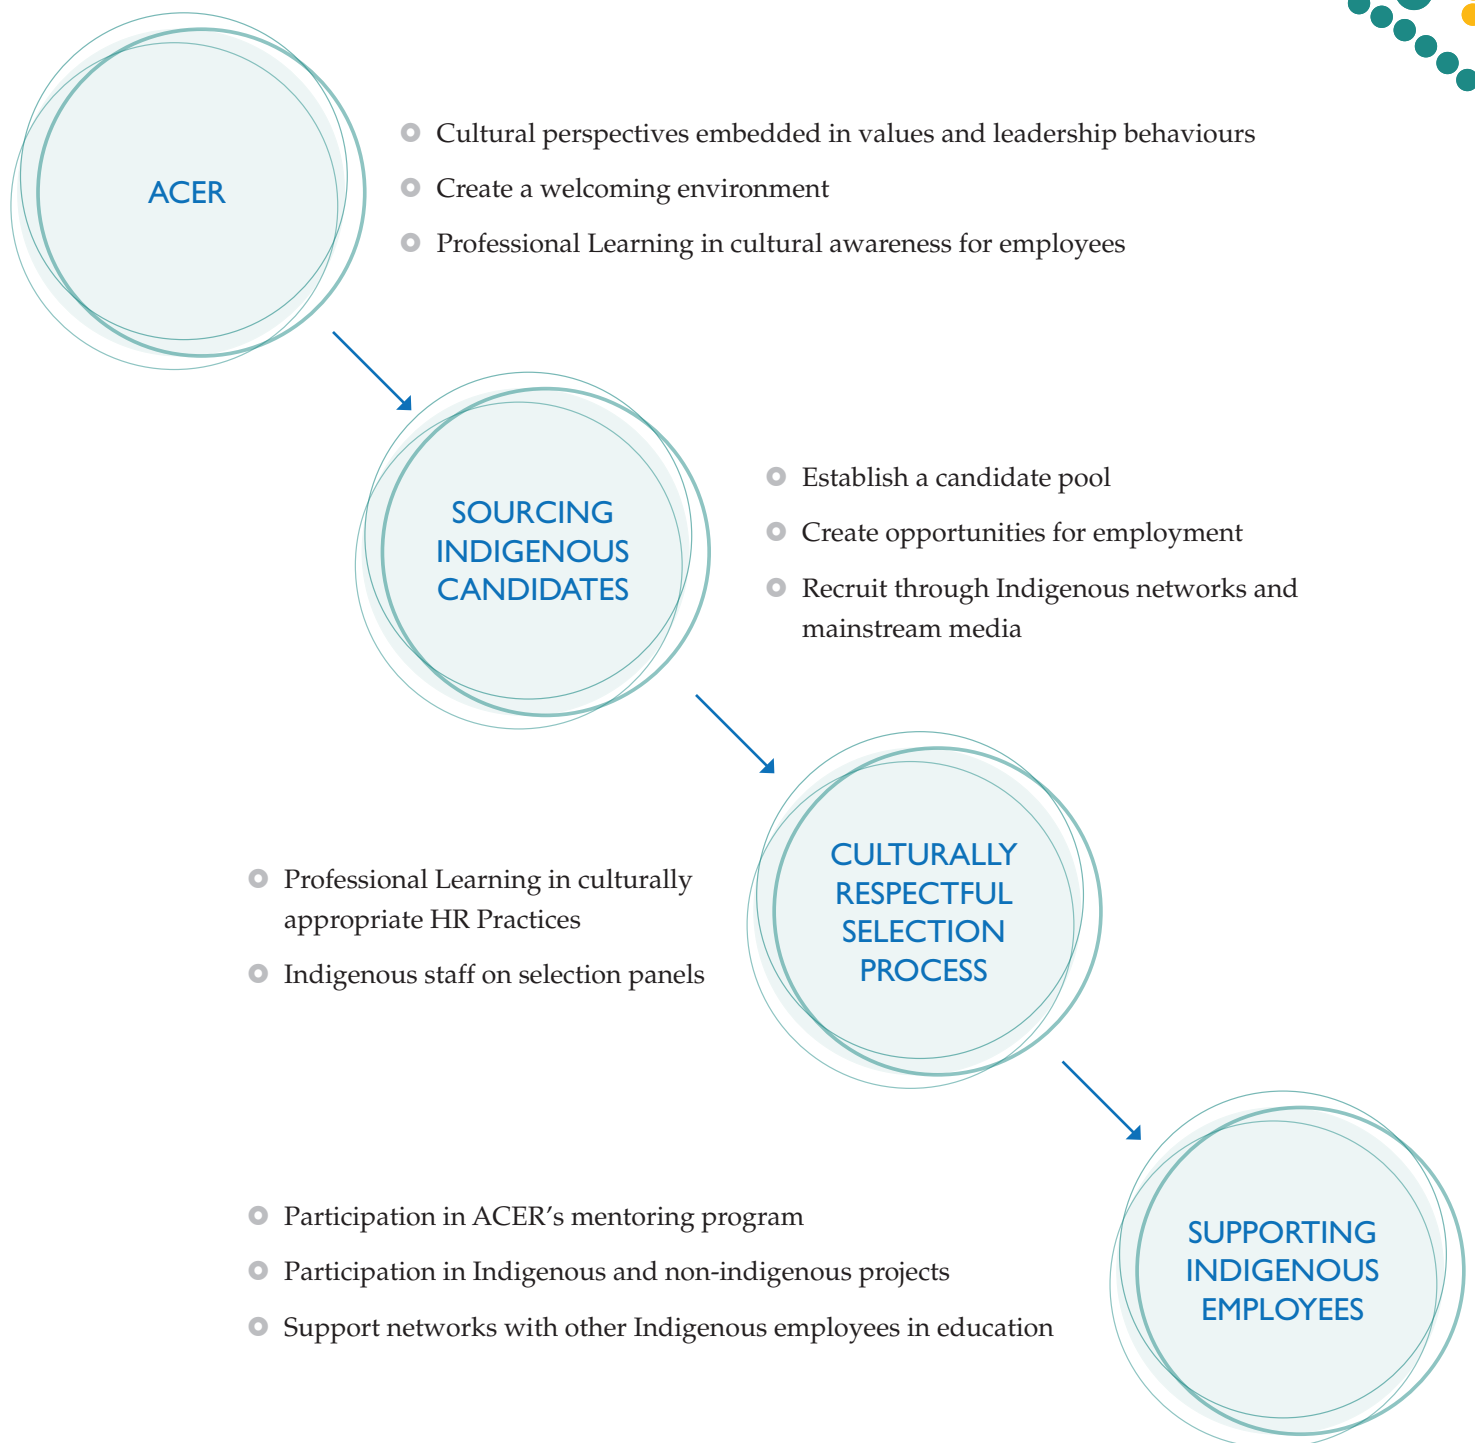 ACER
Cultural perspectives embedded in values and leadership behaviours
Create a welcoming environment
Professional Learning in cultural awareness for employees
SOURCING
INDIGENOUS
CANDIDATES
Establish a candidate pool
Create opportunities for employment
Recruit through Indigenous networks and
mainstream media
CULTURALLY
RESPECTFUL
SELECTION
PROCESS
Professional Learning in culturally
appropriate HR Practices
Indigenous staff on selection panels
SUPPORTING
INDIGENOUS
EMPLOYEES
Participation in ACER’s mentoring program
Participation in Indigenous and non-indigenous projects
Support networks with other Indigenous employees in education